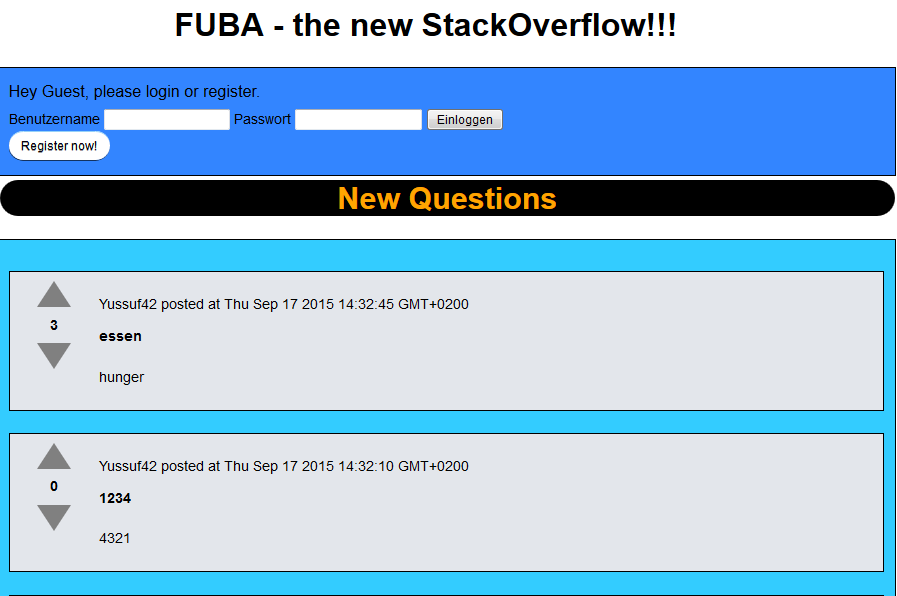 FUBA - the new StackOverflow!!!
Hey Guest, please login or register.
Benutzername Passwort Einloggen
Register now!
New Questions
Yussuf42 posted at Thu Sep 17 2015 14:32:45 GMT+0200
3
essen
hunger
Yussuf42 posted at Thu Sep 17 2015 14:32:10 GMT+0200
0
1234
4321